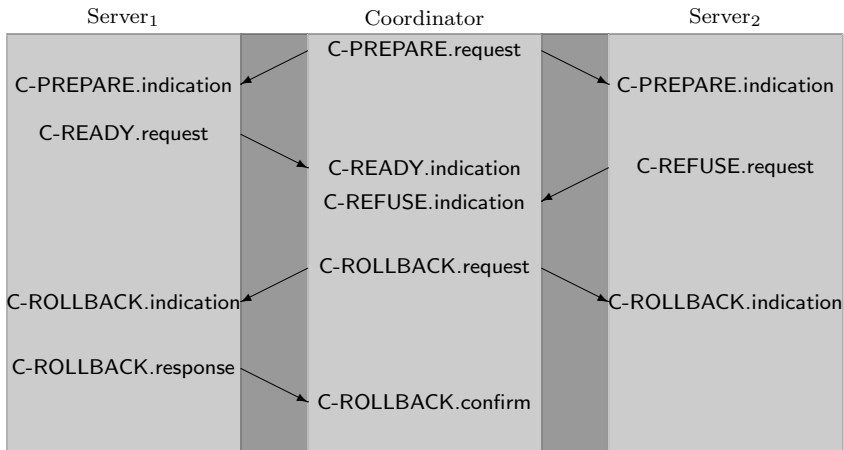 Server₁ Coordinator Server₂
C-PREPARE.request
C-PREPARE.indication C-PREPARE.indication
C-READY.request
C-READY.indication C-REFUSE.request
C-REFUSE.indication
C-ROLLBACK.request
C-ROLLBACK.indication C-ROLLBACK.indication
C-ROLLBACK.response
C-ROLLBACK.confirm